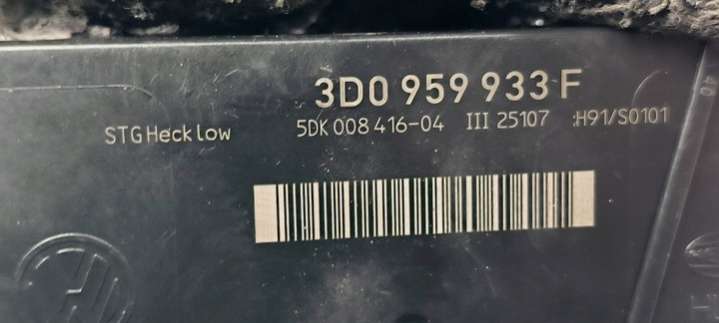 3D0 959 933 F
STG Heck low 5DK 008 416-04 III 25107 :H91/S0101